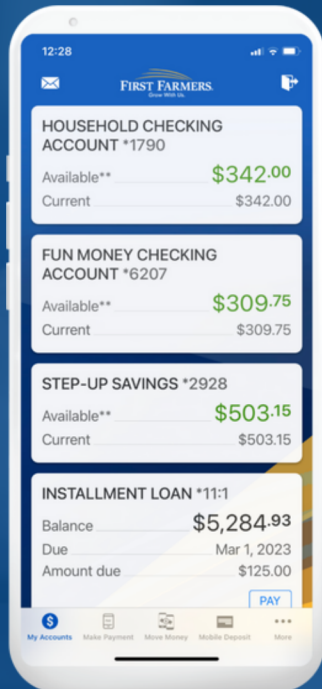 12:28
FIRST FARMERS.
Grow With Us.
HOUSEHOLD CHECKING
ACCOUNT *1790
Available** $342.00
Current $342.00
FUN MONEY CHECKING
ACCOUNT *6207
Available** $309.75
Current $309.75
STEP-UP SAVINGS *2928
Available** $503.15
Current $503.15
INSTALLMENT LOAN *11:1
Balance $5,284.93
Due Mar 1, 2023
Amount due $125.00
PAY
My Accounts Make Payment Move Money Mobile Deposit More